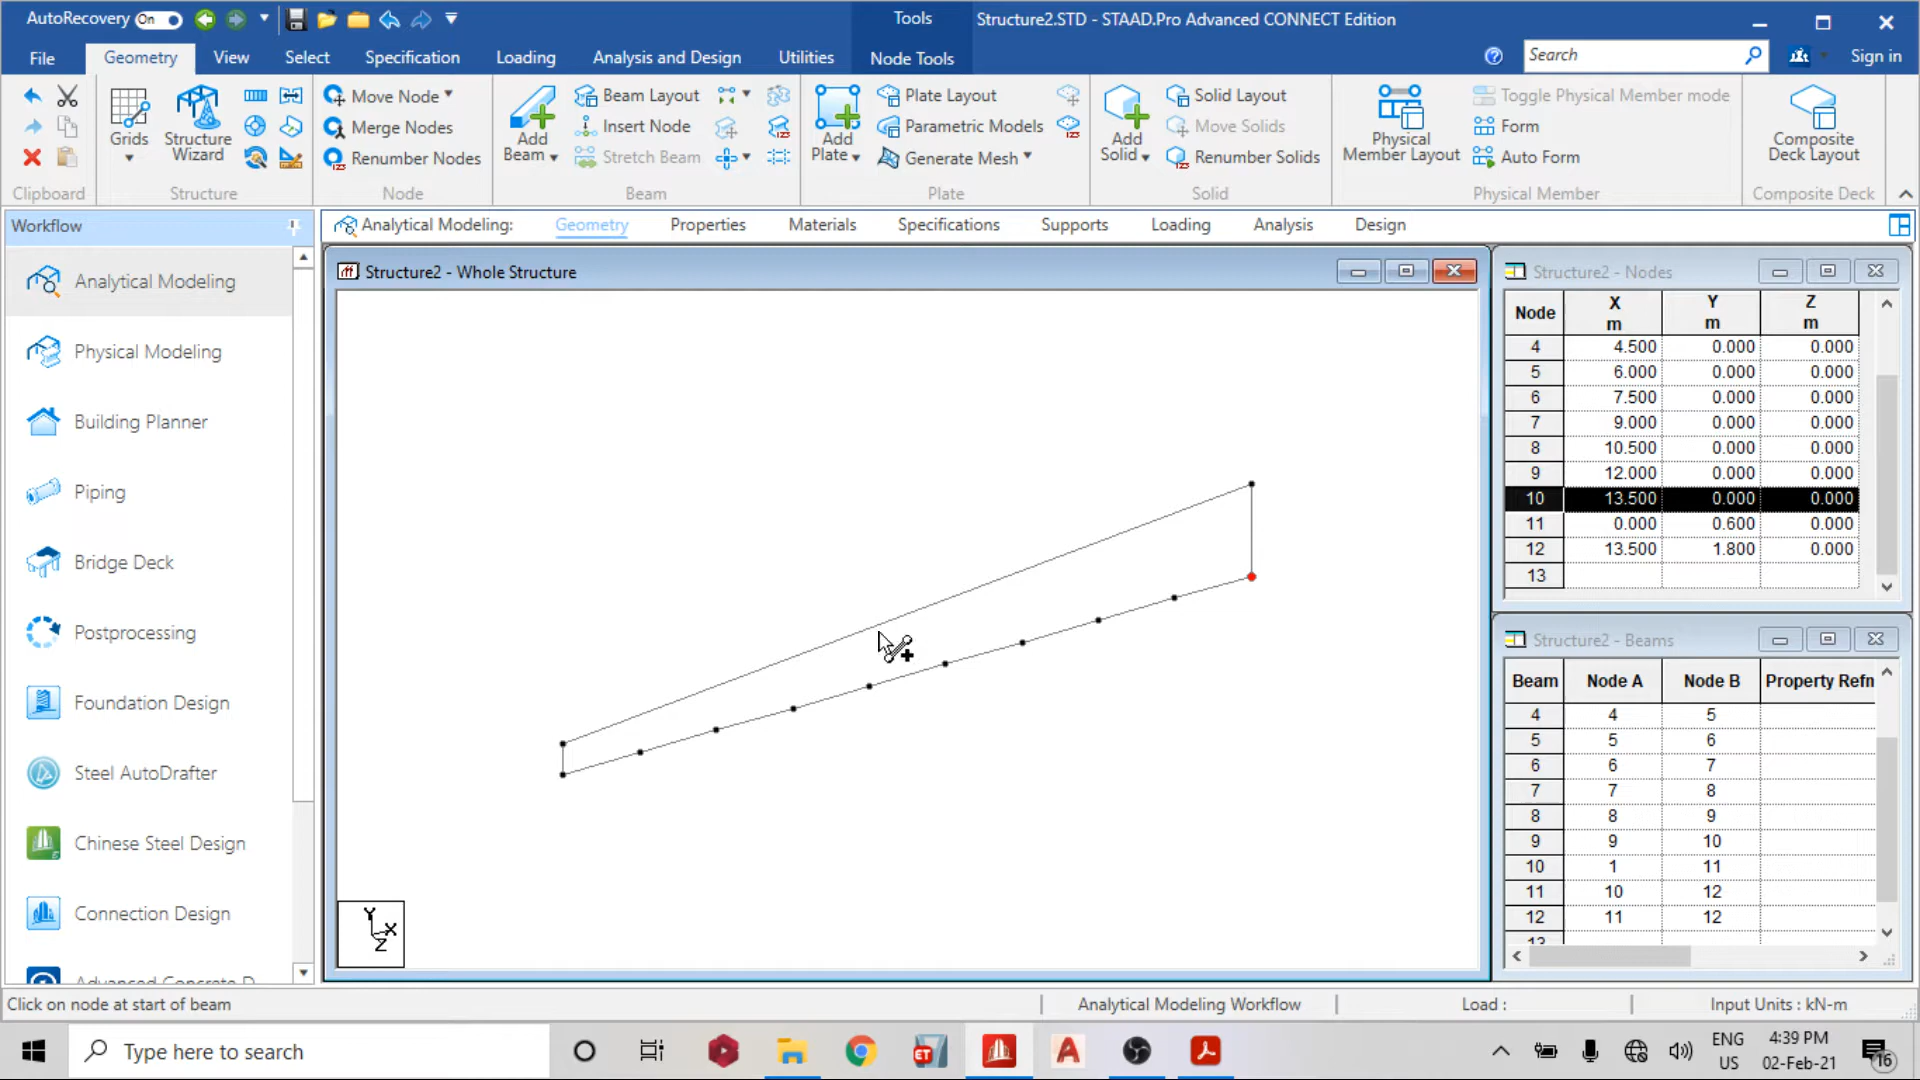 AutoRecovery On
Tools
Structure2.STD - STAAD.Pro Advanced CONNECT Edition
File
Geometry
View
Select
Specification
Loading
Analysis and Design
Utilities
Node Tools
Search
Sign in
Move Node
Merge Nodes
Renumber Nodes
Grids
Structure Wizard
Add Beam
Beam Layout
Insert Node
Stretch Beam
Add Plate
Plate Layout
Parametric Models
Generate Mesh
Add Solid
Solid Layout
Move Solids
Renumber Solids
Physical Member Layout
Toggle Physical Member mode
Form
Auto Form
Composite Deck Layout
Clipboard
Structure
Node
Beam
Plate
Solid
Physical Member
Composite Deck
Workflow
Analytical Modeling:
Geometry
Properties
Materials
Specifications
Supports
Loading
Analysis
Design
Analytical Modeling
Physical Modeling
Building Planner
Piping
Bridge Deck
Postprocessing
Foundation Design
Steel AutoDrafter
Chinese Steel Design
Connection Design
Structure2 - Whole Structure
Y
X
Z
Structure2 - Nodes
Node X m Y m Z m
4 4.500 0.000 0.000
5 6.000 0.000 0.000
6 7.500 0.000 0.000
7 9.000 0.000 0.000
8 10.500 0.000 0.000
9 12.000 0.000 0.000
10 13.500 0.000 0.000
11 0.000 0.600 0.000
12 13.500 1.800 0.000
13
Structure2 - Beams
Beam Node A Node B Property Refn
4 4 5
5 5 6
6 6 7
7 7 8
8 8 9
9 9 10
10 1 11
11 10 12
12 11 12
13
Click on node at start of beam
Analytical Modeling Workflow
Load :
Input Units : kN-m
Type here to search
ET
ENG
US
4:39 PM
02-Feb-21
16